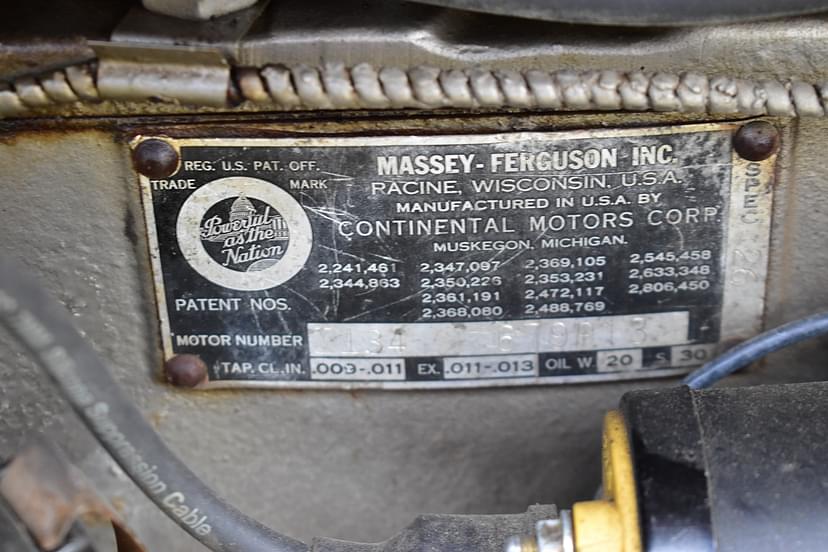 REG. U.S. PAT. OFF.
TRADE MARK
Powerful
as the
Nation
MASSEY-FERGUSON INC.
RACINE, WISCONSIN, U.S.A.
MANUFACTURED IN U.S.A. BY
CONTINENTAL MOTORS CORP.
MUSKEGON, MICHIGAN.
2,241,461 2,347,097 2,369,105 2,545,458
2,344,863 2,350,226 2,353,231 2,633,348
2,361,191 2,472,117 2,806,450
2,368,080 2,488,769
PATENT NOS.
MOTOR NUMBER
TAP. CL. IN. .009-.011 EX. .011-.013 OIL W. 20 S. 30
SPEC 26
Suppression Cable